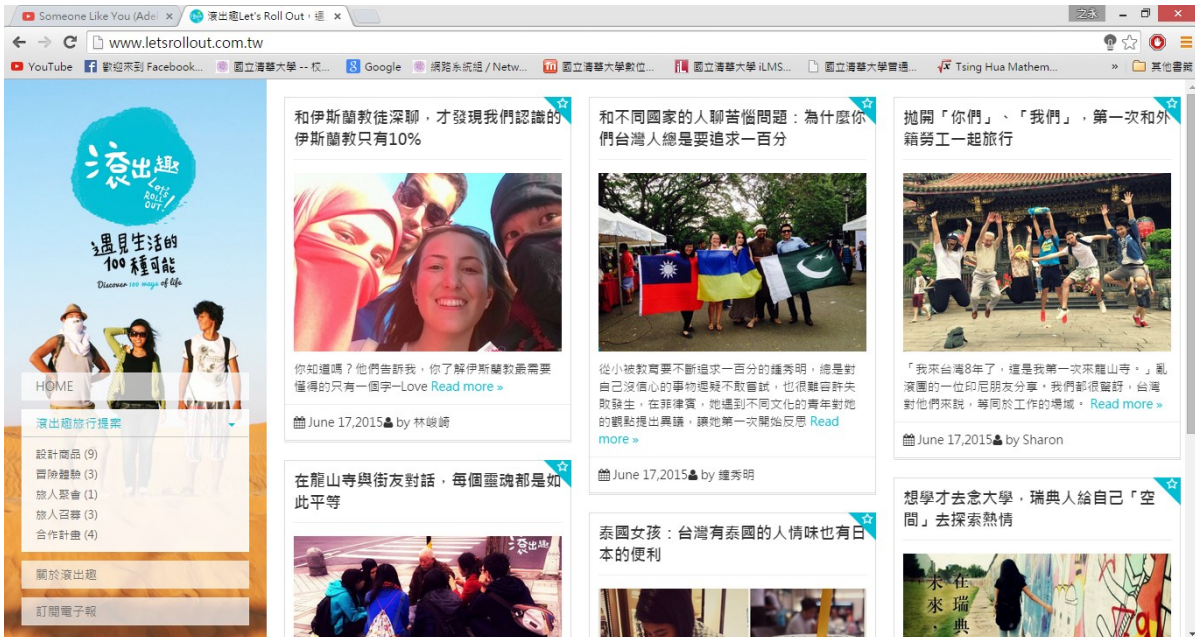 Someone Like You (Adel
滾出趣Let's Roll Out，遇
之永
www.letsrollout.com.tw
YouTube
歡迎來到 Facebook...
國立清華大學 -- 校...
Google
網路系統組 / Netw...
國立清華大學數位...
國立清華大學 iLMS...
國立清華大學普通...
Tsing Hua Mathem...
»
其他書籤
滾出趣
Let's
ROLL
OUT!
遇見生活的
100種可能
Discover 100 ways of life
HOME
滾出趣旅行提案
設計商品 (9)
冒險體驗 (3)
旅人聚會 (1)
旅人召募 (3)
合作計畫 (4)
關於滾出趣
訂閱電子報
和伊斯蘭教徒深聊，才發現我們認識的
伊斯蘭教只有10%
你知道嗎？他們告訴我，你了解伊斯蘭教最需要
懂得的只有一個字—Love Read more »
June 17,2015 by 林峻崎
在龍山寺與街友對話，每個靈魂都是如
此平等
滾出趣
和不同國家的人聊苦惱問題：為什麼你
們台灣人總是要追求一百分
從小被教育要不斷追求一百分的鍾秀明，總是對
自己沒信心的事物遲疑不敢嘗試，也很難容許失
敗發生，在菲律賓，她遇到不同文化的青年對她
的觀點提出異議，讓她第一次開始反思 Read
more »
June 17,2015 by 鍾秀明
泰國女孩：台灣有泰國的人情味也有日
本的便利
拋開「你們」、「我們」，第一次和外
籍勞工一起旅行
「我來台灣8年了，這是我第一次來龍山寺。」亂
滾團的一位印尼朋友分享。我們都很驚訝，台灣
對他們來說，等同於工作的場域。 Read more »
June 17,2015 by Sharon
想學才去念大學，瑞典人給自己「空
間」去探索熱情
在瑞典
未來，